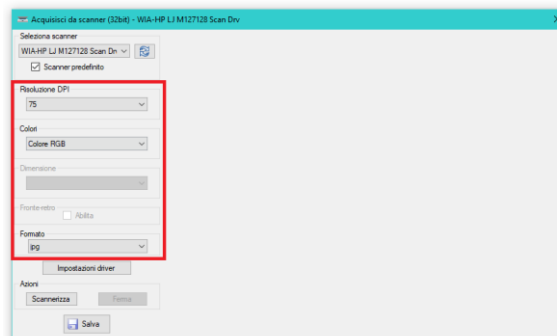 Acquisisci da scanner (32bit) - WIA-HP LJ M127128 Scan Drv
Seleziona scanner
WIA-HP LJ M127128 Scan Drv
Scanner predefinito
Risoluzione DPI
75
Colori
Colore RGB
Dimensione
Fronte-retro
Abilita
Formato
jpg
Impostazioni driver
Azioni
Scannerizza Ferma
Salva